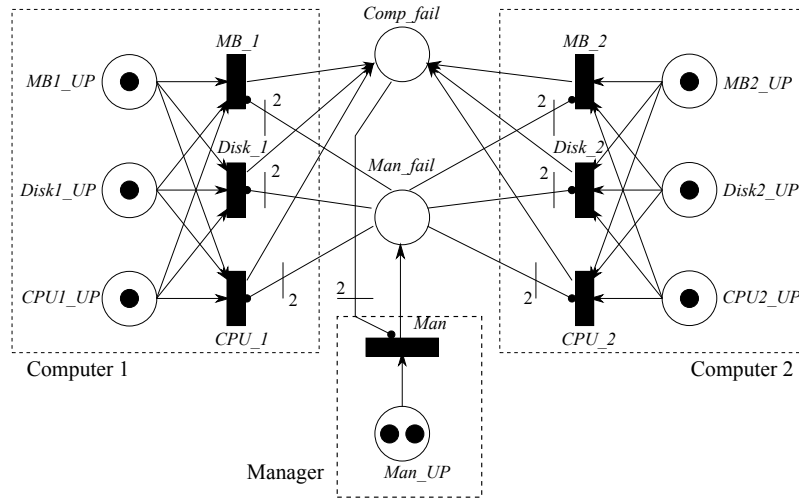 Comp_fail
MB_1
MB_2
MB1_UP
MB2_UP
2
2
Disk_1
Disk_2
Man_fail
2
2
Disk1_UP
Disk2_UP
CPU1_UP
2
2
2
CPU2_UP
Man
CPU_1
CPU_2
Computer 1
Computer 2
Manager
Man_UP